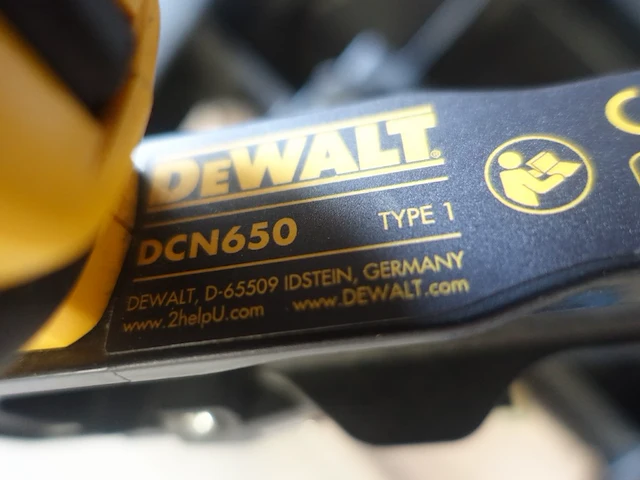 DEWALT®
DCN650 TYPE 1
DEWALT, D-65509 IDSTEIN, GERMANY
www.2helpU.com www.DEWALT.com